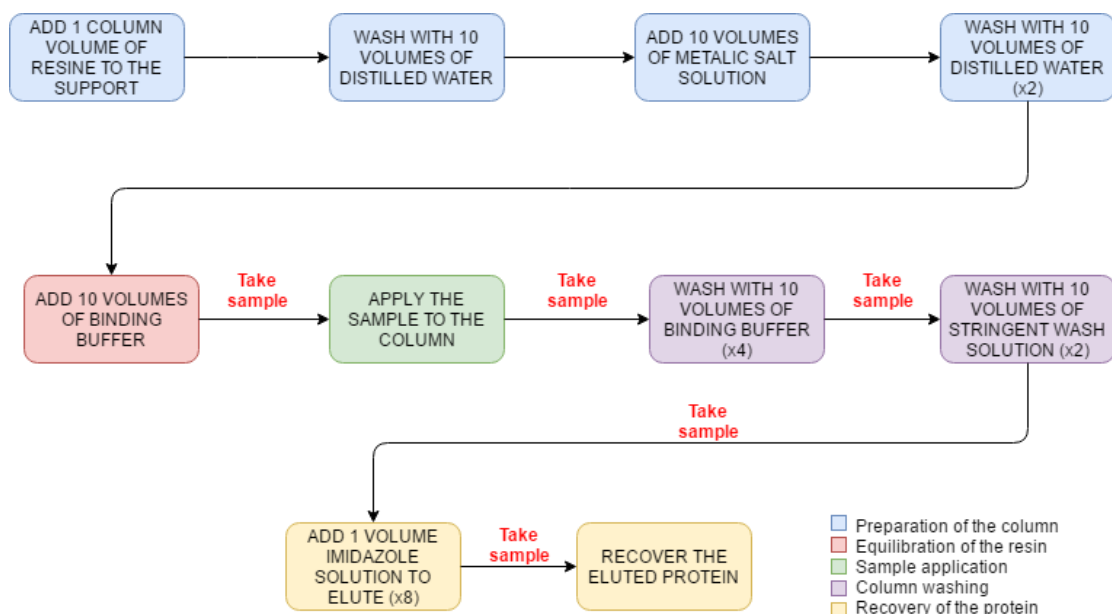 ADD 1 COLUMN
VOLUME OF
RESINE TO THE
SUPPORT
WASH WITH 10
VOLUMES OF
DISTILLED WATER
ADD 10 VOLUMES
OF METALIC SALT
SOLUTION
WASH WITH 10
VOLUMES OF
DISTILLED WATER
(x2)
ADD 10 VOLUMES
OF BINDING
BUFFER
Take
sample
APPLY THE
SAMPLE TO THE
COLUMN
Take
sample
WASH WITH 10
VOLUMES OF
BINDING BUFFER
(x4)
Take
sample
WASH WITH 10
VOLUMES OF
STRINGENT WASH
SOLUTION (x2)
Take
sample
ADD 1 VOLUME
IMIDAZOLE
SOLUTION TO
ELUTE (x8)
Take
sample
RECOVER THE
ELUTED PROTEIN
Preparation of the column
Equilibration of the resin
Sample application
Column washing
Recovery of the protein